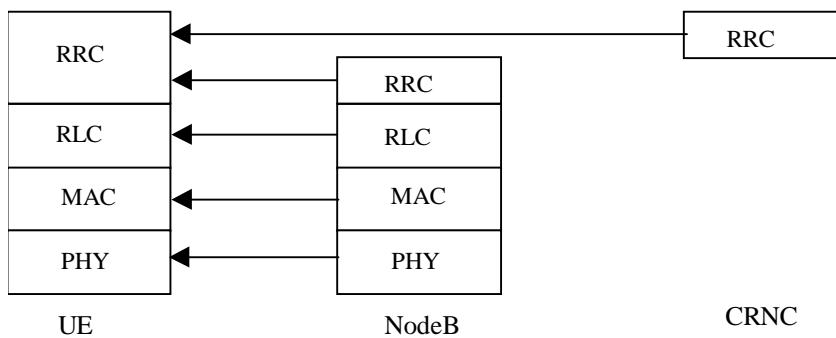 RRC
RRC
RRC
RLC
RLC
MAC
MAC
PHY
PHY
UE
NodeB
CRNC